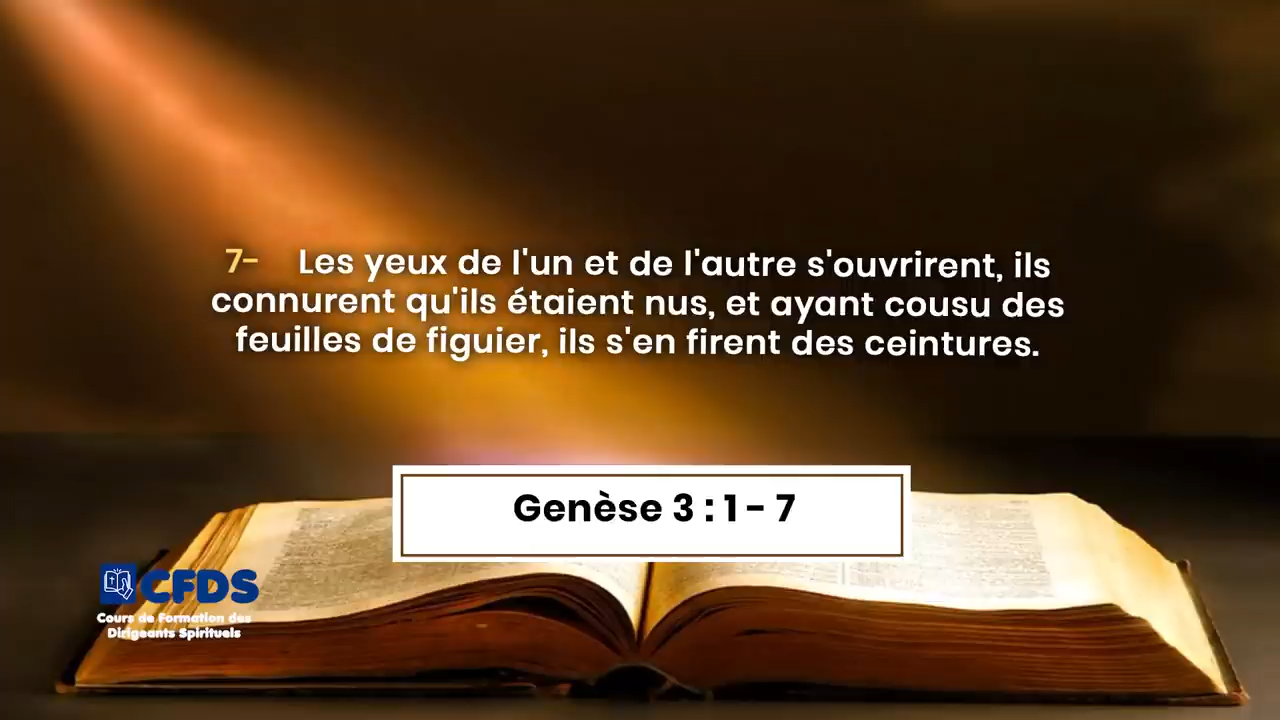 7- Les yeux de l'un et de l'autre s'ouvrirent, ils
connurent qu'ils étaient nus, et ayant cousu des
feuilles de figuier, ils s'en firent des ceintures.
Genèse 3 : 1 - 7
CFDS
Cours de Formation des
Dirigeants Spirituels